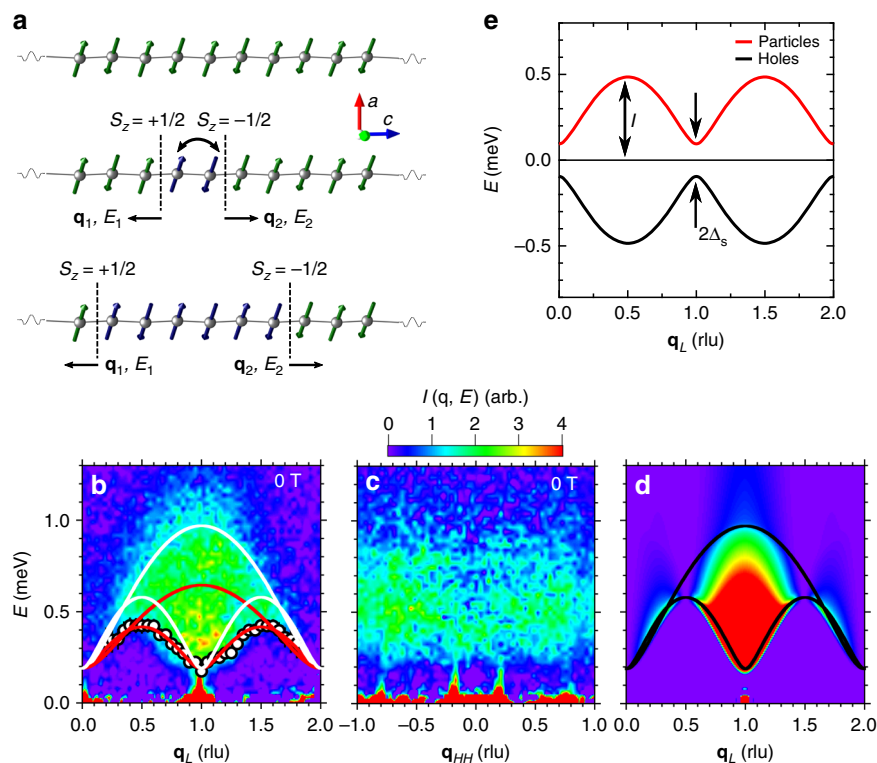 a
S_z = +1/2 S_z = −1/2
a
c
q_1, E_1 q_2, E_2
S_z = +1/2 S_z = −1/2
q_1, E_1 q_2, E_2
e
Particles
Holes
I
2Δ_s
0.5
0.0
−0.5
E (meV)
0.0 0.5 1.0 1.5 2.0
q_L (rlu)
I (q, E) (arb.)
0 1 2 3 4
b
0 T
1.0
0.5
0.0
E (meV)
0.0 0.5 1.0 1.5 2.0
q_L (rlu)
c
0 T
−1.0 −0.5 0.0 0.5 1.0
q_HH (rlu)
d
0.0 0.5 1.0 1.5 2.0
q_L (rlu)